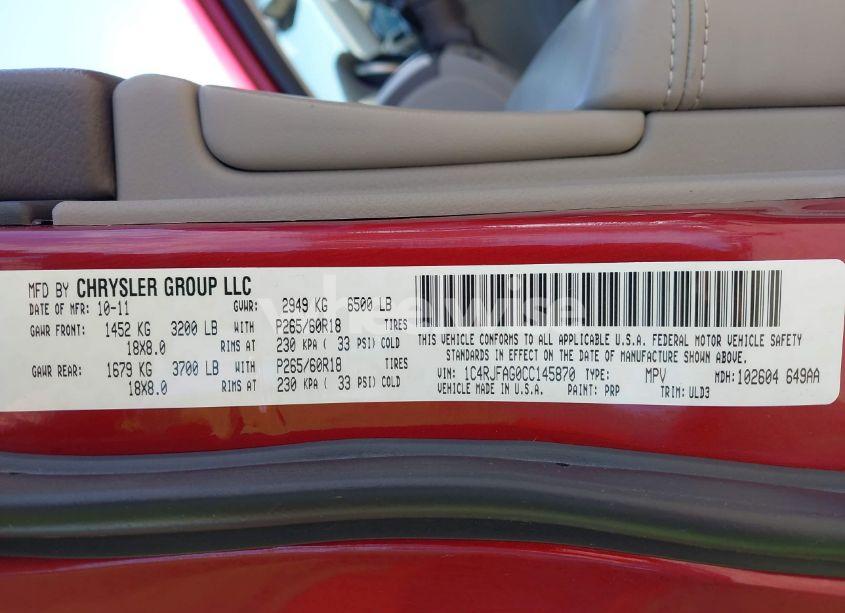 MFD BY CHRYSLER GROUP LLC
DATE OF MFR: 10-11 GVWR: 2949 KG 6500 LB
GAWR FRONT: 1452 KG 3200 LB WITH P265/60R18 TIRES
18X8.0 RIMS AT 230 KPA ( 33 PSI) COLD
GAWR REAR: 1679 KG 3700 LB WITH P265/60R18 TIRES
18X8.0 RIMS AT 230 KPA ( 33 PSI) COLD
THIS VEHICLE CONFORMS TO ALL APPLICABLE U.S.A. FEDERAL MOTOR VEHICLE SAFETY
STANDARDS IN EFFECT ON THE DATE OF MANUFACTURE SHOWN ABOVE.
VIN: 1C4RJFAG0CC145870 TYPE: MPV MDH: 102604 649AA
VEHICLE MADE IN U.S.A. PAINT: PRP TRIM: ULD3